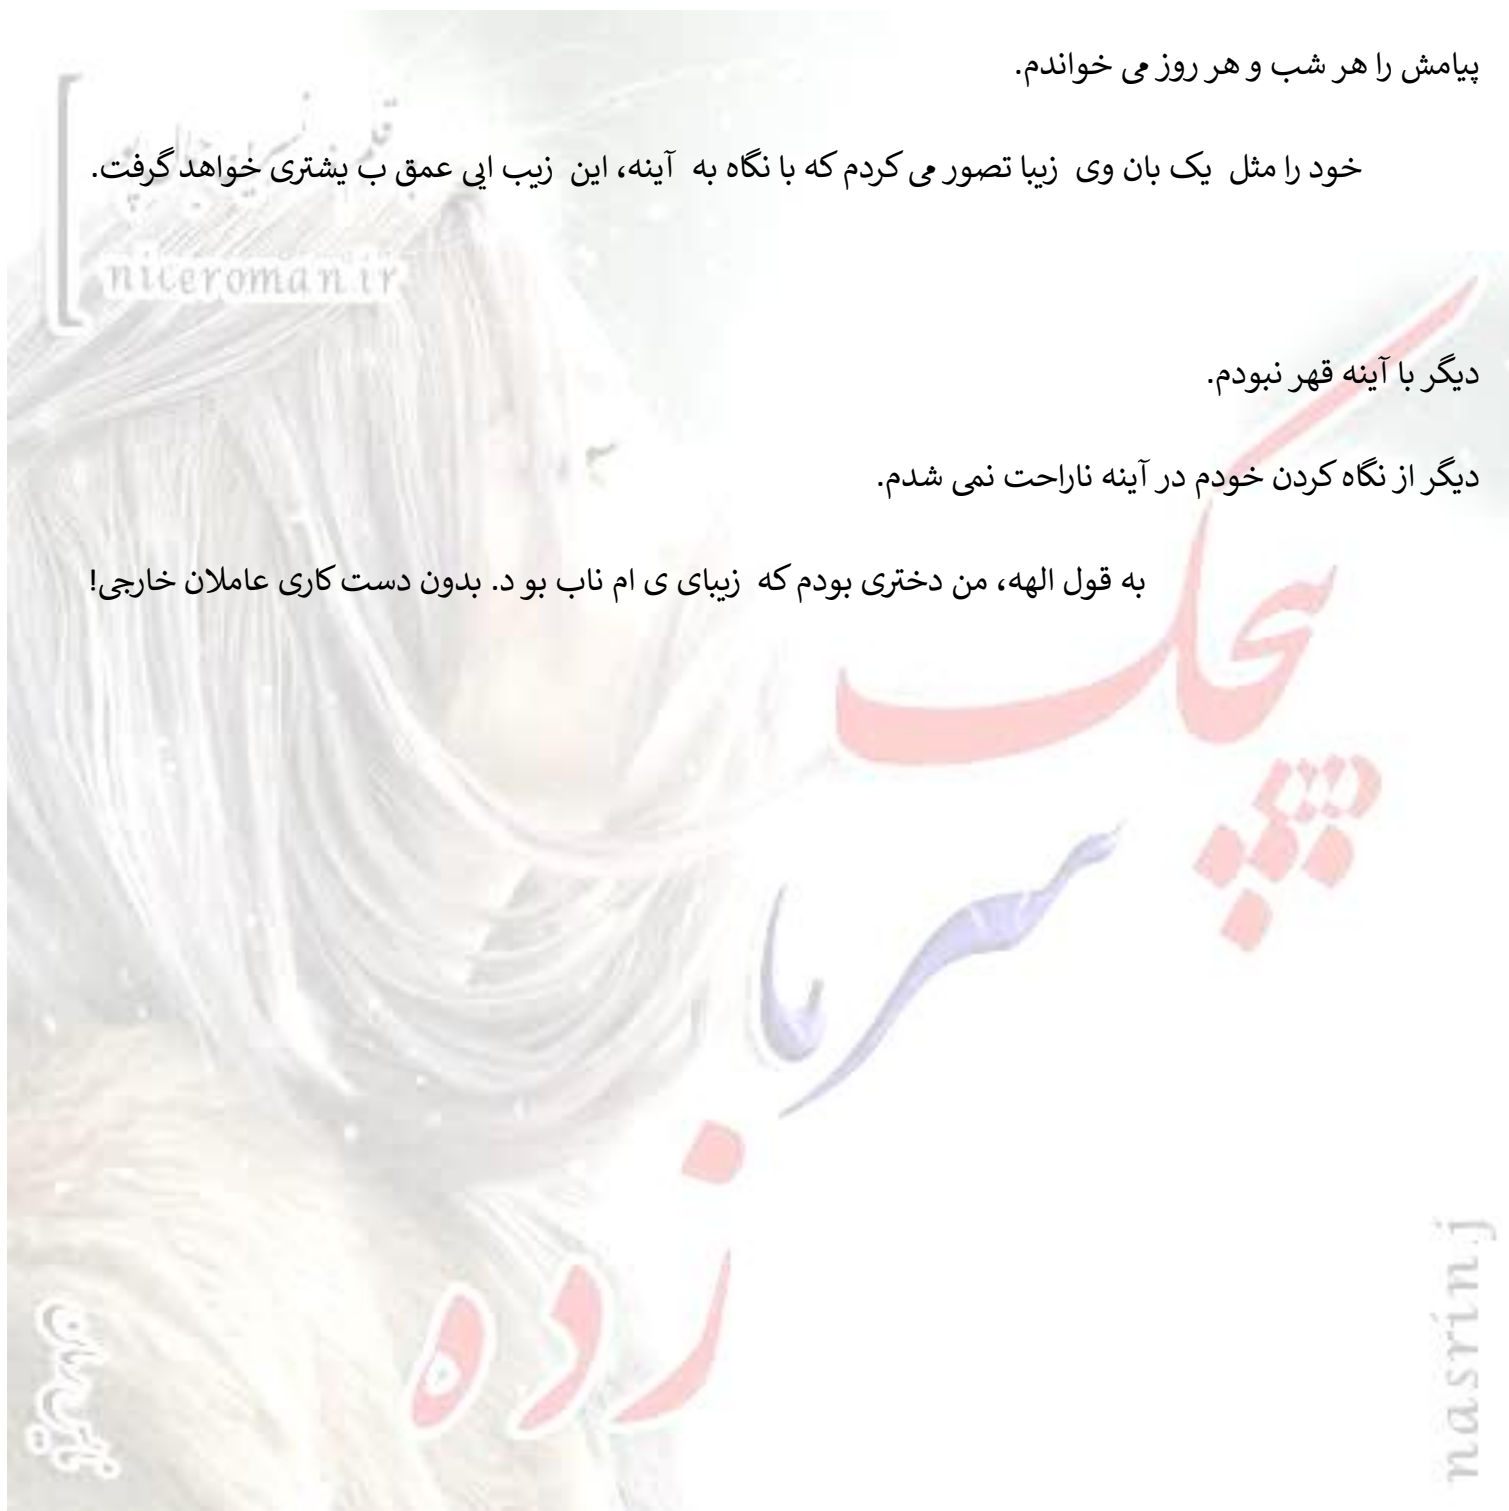 پیامش را هر شب و هر روز می خواندم.
خود را مثل یک بان وی زیبا تصور می کردم که با نگاه به آینه، این زیب ایی عمق ب یشتری خواهد گرفت.
niceroman.ir
دیگر با آینه قهر نبودم.
دیگر از نگاه کردن خودم در آینه ناراحت نمی شدم.
به قول الهه، من دختری بودم که زیبای ی ام ناب بو د. بدون دست کاری عاملان خارجی!
پیچک
سرما
زده
nasrin j